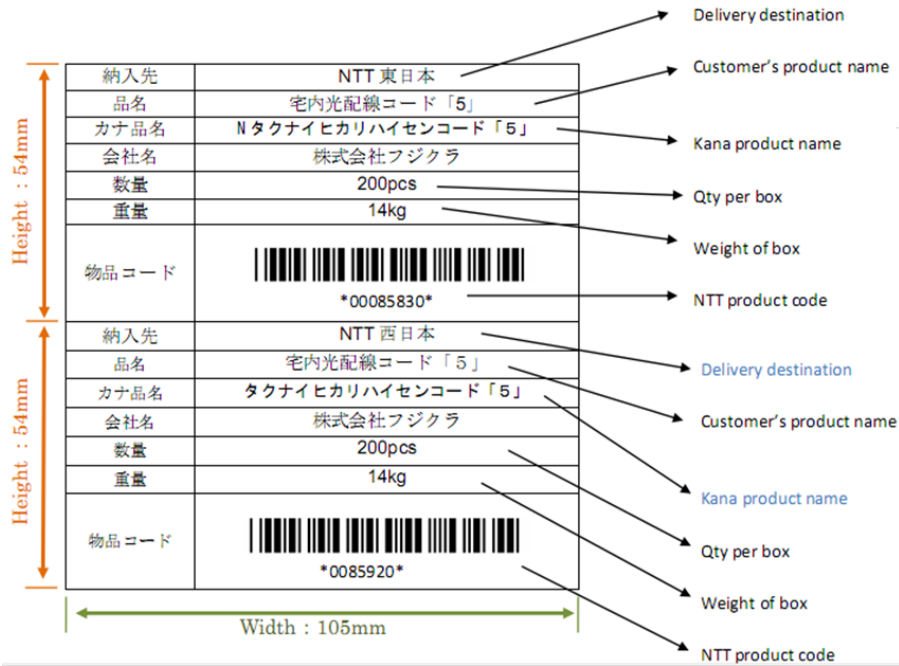 Delivery destination
納入先 NTT 東日本
Customer's product name
品名 宅内光配線コード「5」
カナ品名 Nタクナイヒカリハイセンコード「5」
Kana product name
会社名 株式会社フジクラ
数量 200pcs
Qty per box
重量 14kg
Weight of box
物品コード
*00085830*
NTT product code
Height : 54mm
納入先 NTT 西日本
Delivery destination
品名 宅内光配線コード「5」
カナ品名 タクナイヒカリハイセンコード「5」
Customer's product name
会社名 株式会社フジクラ
数量 200pcs
重量 14kg
Kana product name
物品コード
*0085920*
Qty per box
Height : 54mm
Weight of box
Width : 105mm
NTT product code